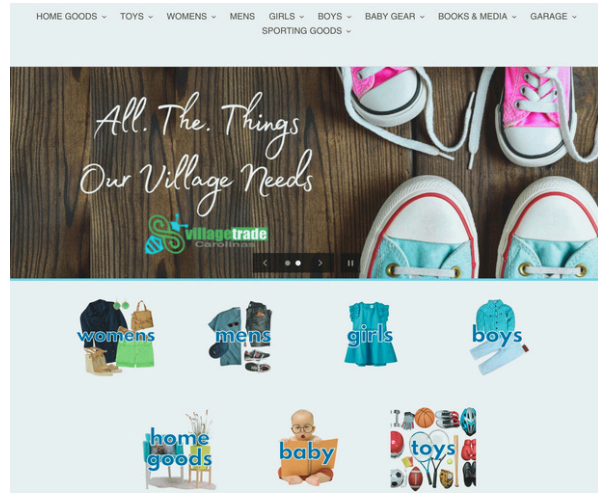 HOME GOODS TOYS WOMENS MENS GIRLS BOYS BABY GEAR BOOKS & MEDIA GARAGE
SPORTING GOODS
All. The. Things
Our Village Needs
villagetrade
Carolinas
womens mens girls boys
home
goods
baby
toys